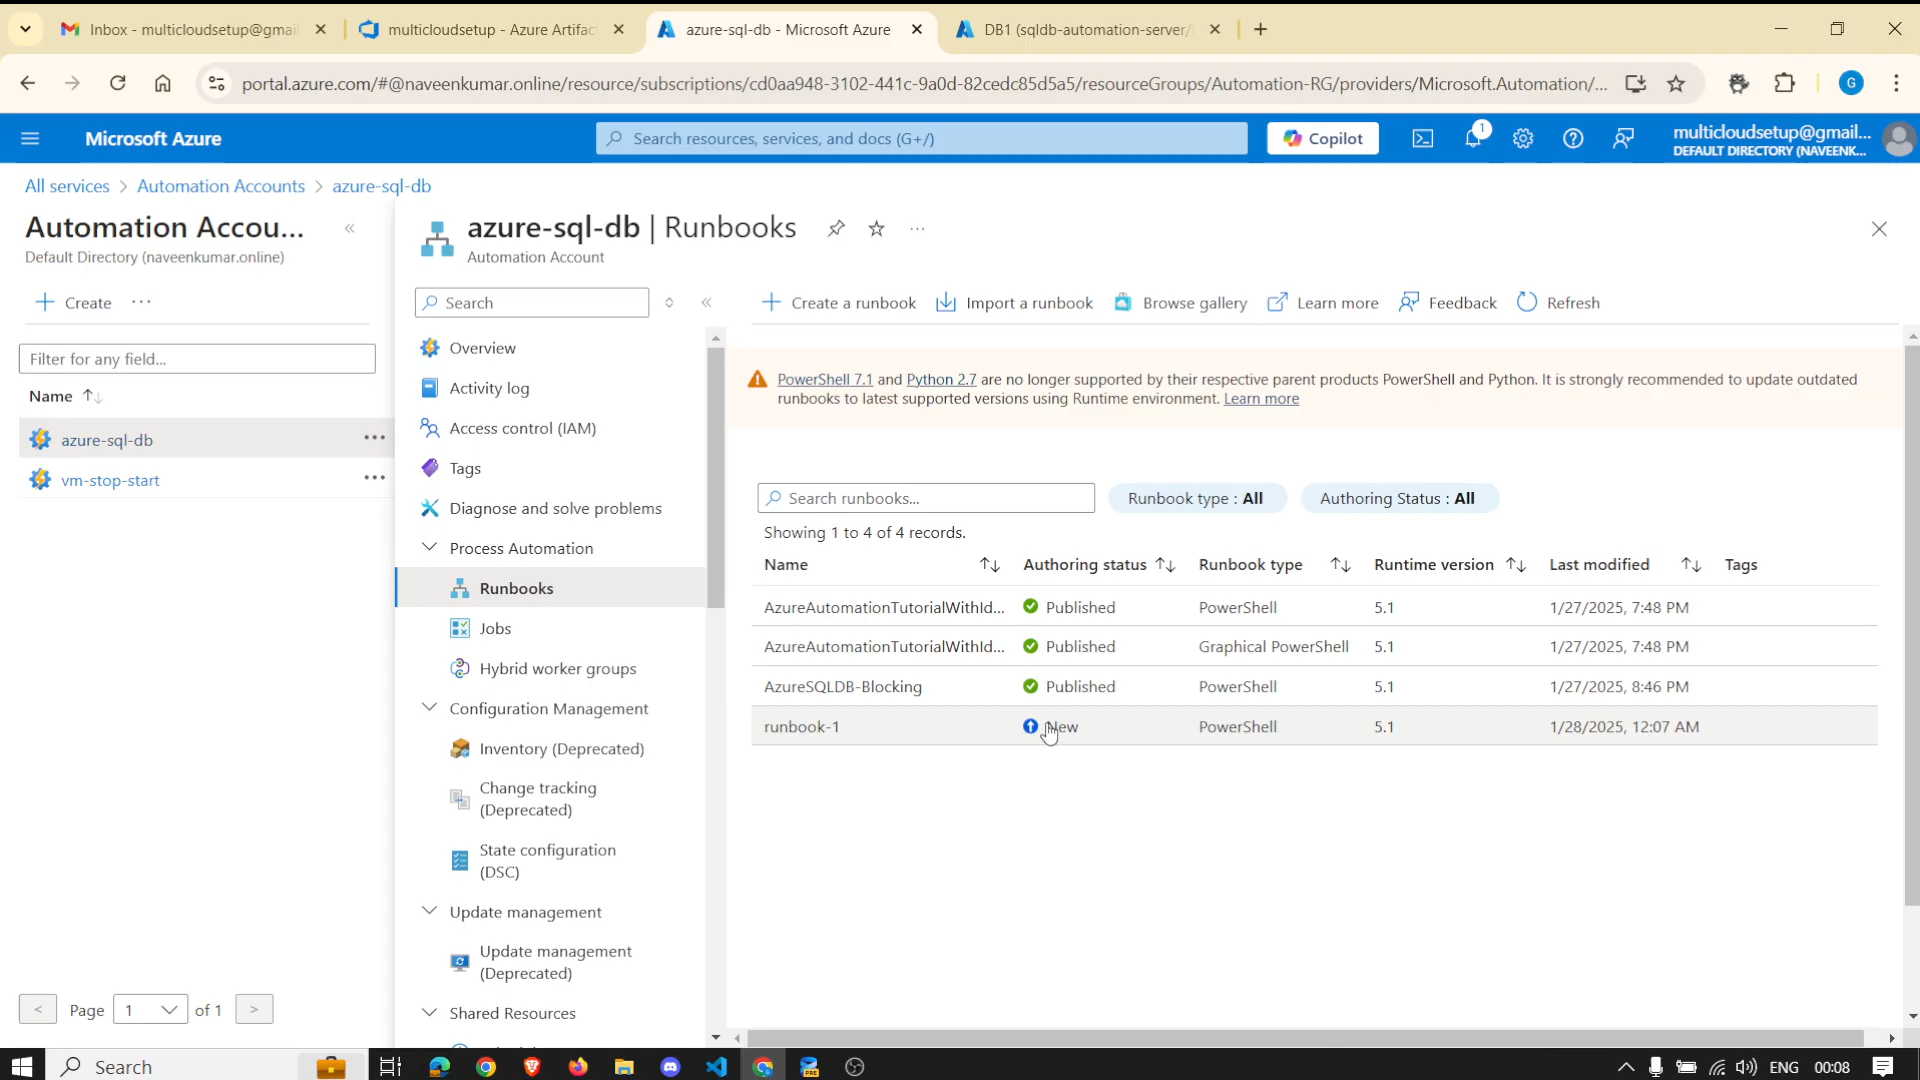 Inbox - multicloudsetup@gmai
multicloudsetup - Azure Artifac
azure-sql-db - Microsoft Azure
DB1 (sqldb-automation-server/
portal.azure.com/#@naveenkumar.online/resource/subscriptions/cd0aa948-3102-441c-9a0d-82cedc85d5a5/resourceGroups/Automation-RG/providers/Microsoft.Automation/...
G
Microsoft Azure
Search resources, services, and docs (G+/)
Copilot
1
multicloudsetup@gmail...
DEFAULT DIRECTORY (NAVEENK...
All services > Automation Accounts > azure-sql-db
Automation Accou...
Default Directory (naveenkumar.online)
Create
Filter for any field...
Name
azure-sql-db
vm-stop-start
Page 1 of 1
azure-sql-db | Runbooks
Automation Account
Search
Overview
Activity log
Access control (IAM)
Tags
Diagnose and solve problems
Process Automation
Runbooks
Jobs
Hybrid worker groups
Configuration Management
Inventory (Deprecated)
Change tracking
(Deprecated)
State configuration
(DSC)
Update management
Update management
(Deprecated)
Shared Resources
Create a runbook Import a runbook Browse gallery Learn more Feedback Refresh
PowerShell 7.1 and Python 2.7 are no longer supported by their respective parent products PowerShell and Python. It is strongly recommended to update outdated
runbooks to latest supported versions using Runtime environment. Learn more
Search runbooks...
Runbook type : All
Authoring Status : All
Showing 1 to 4 of 4 records.
Name Authoring status Runbook type Runtime version Last modified Tags
AzureAutomationTutorialWithId... Published PowerShell 5.1 1/27/2025, 7:48 PM
AzureAutomationTutorialWithId... Published Graphical PowerShell 5.1 1/27/2025, 7:48 PM
AzureSQLDB-Blocking Published PowerShell 5.1 1/27/2025, 8:46 PM
runbook-1 New PowerShell 5.1 1/28/2025, 12:07 AM
Search
PRE
ENG
00:08